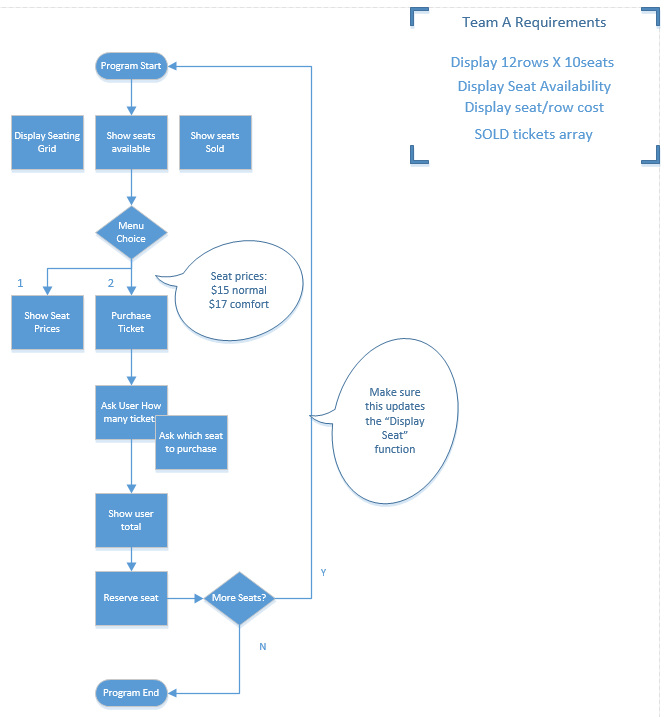 Team A Requirements
Display 12rows X 10seats
Display Seat Availability
Display seat/row cost
SOLD tickets array
Program Start
Display Seating
Grid
Show seats
available
Show seats
Sold
Menu
Choice
Seat prices:
$15 normal
$17 comfort
1
2
Show Seat
Prices
Purchase
Ticket
Make sure
this updates
the “Display
Seat”
function
Ask User How
many ticket
Ask which seat
to purchase
Show user
total
Reserve seat
More Seats?
Y
N
Program End